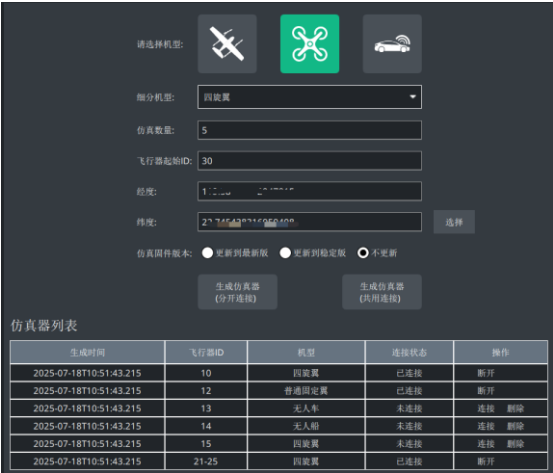 请选择机型:
细分机型: 四旋翼
仿真数量: 5
飞行器起始ID: 30
经度:
纬度: 选择
仿真固件版本: 更新到最新版 更新到稳定版 不更新
生成仿真器 生成仿真器
(分开连接) (共用连接)
仿真器列表
生成时间 飞行器ID 机型 连接状态 操作
2025-07-18T10:51:43.215 10 四旋翼 已连接 断开
2025-07-18T10:51:43.215 12 普通固定翼 已连接 断开
2025-07-18T10:51:43.215 13 无人车 未连接 连接 删除
2025-07-18T10:51:43.215 14 无人船 未连接 连接 删除
2025-07-18T10:51:43.215 15 四旋翼 未连接 连接 删除
2025-07-18T10:51:43.215 21-25 四旋翼 已连接 断开